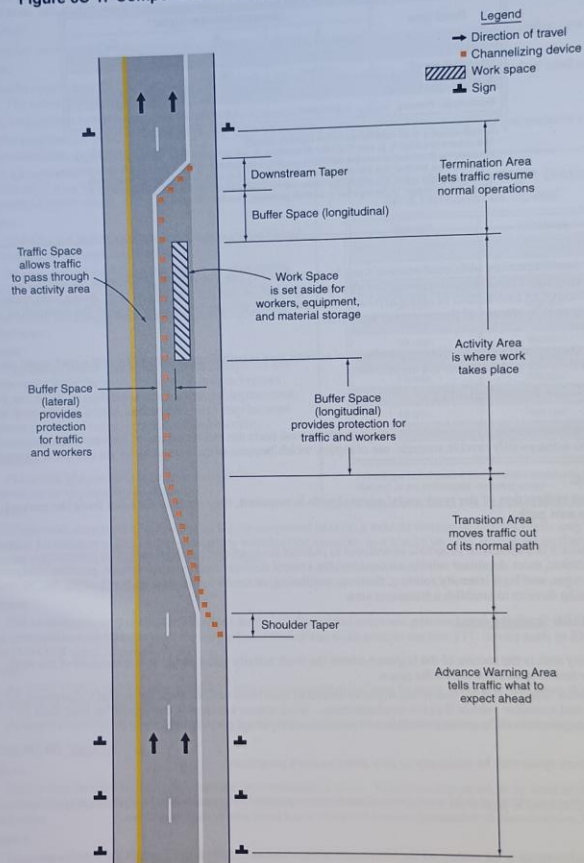 Legend
Direction of travel
Channelizing device
Work space
Sign
Downstream Taper
Termination Area
lets traffic resume
normal operations
Buffer Space (longitudinal)
Traffic Space
allows traffic
to pass through
the activity area
Work Space
is set aside for
workers, equipment,
and material storage
Activity Area
is where work
takes place
Buffer Space
(lateral)
provides
protection
for traffic
and workers
Buffer Space
(longitudinal)
provides protection for
traffic and workers
Transition Area
moves traffic out
of its normal path
Shoulder Taper
Advance Warning Area
tells traffic what to
expect ahead